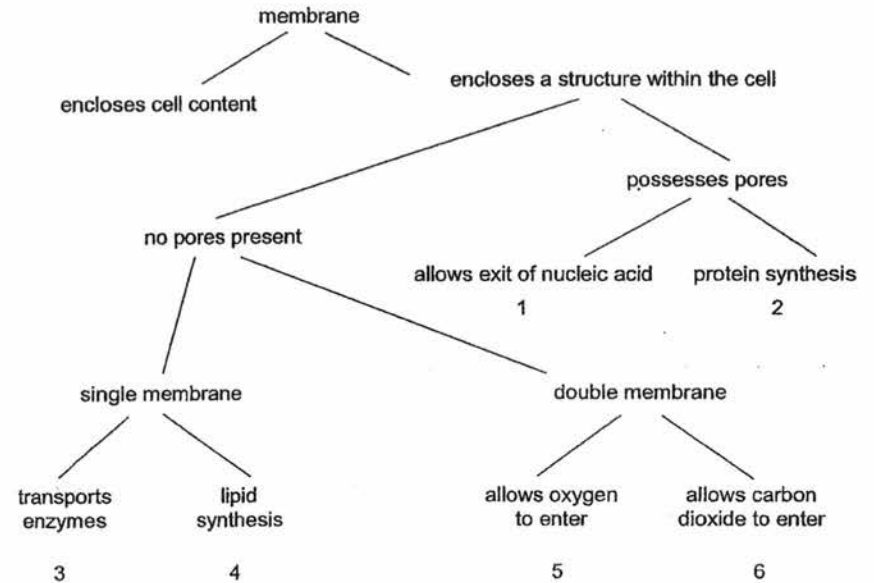 membrane
encloses cell content
encloses a structure within the cell
possesses pores
no pores present
allows exit of nucleic acid
1
protein synthesis
2
single membrane
double membrane
transports
enzymes
lipid
synthesis
allows oxygen
to enter
allows carbon
dioxide to enter
3
4
5
6